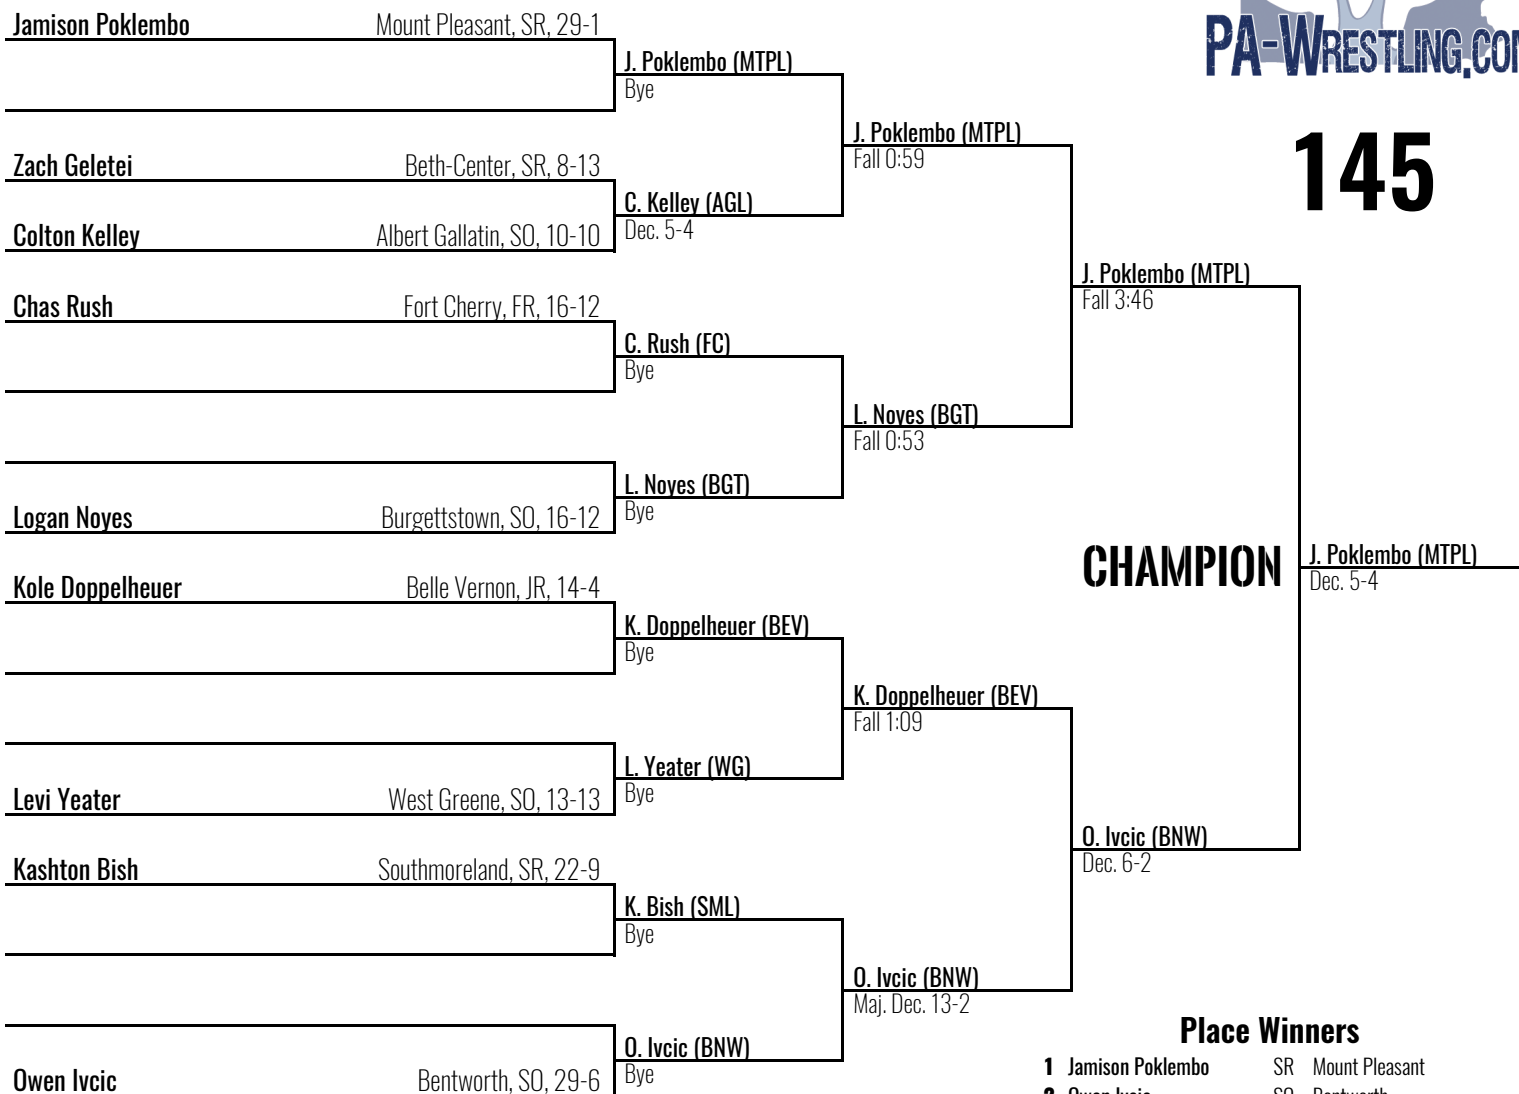 Jamison Poklembo Mount Pleasant, SR, 29-1
J. Poklembo (MTPL)
Bye
Zach Geletei Beth-Center, SR, 8-13
C. Kelley (AGL)
Dec. 5-4
Colton Kelley Albert Gallatin, SO, 10-10
J. Poklembo (MTPL)
Fall 0:59
Chas Rush Fort Cherry, FR, 16-12
C. Rush (FC)
Bye
L. Noyes (BGT)
Bye
Logan Noyes Burgettstown, SO, 16-12
L. Noyes (BGT)
Fall 0:53
J. Poklembo (MTPL)
Fall 3:46
Kole Doppelheuer Belle Vernon, JR, 14-4
K. Doppelheuer (BEV)
Bye
L. Yeater (WG)
Bye
Levi Yeater West Greene, SO, 13-13
K. Doppelheuer (BEV)
Fall 1:09
Kashton Bish Southmoreland, SR, 22-9
K. Bish (SML)
Bye
O. Ivcic (BNW)
Bye
Owen Ivcic Bentworth, SO, 29-6
O. Ivcic (BNW)
Maj. Dec. 13-2
O. Ivcic (BNW)
Dec. 6-2
CHAMPION
J. Poklembo (MTPL)
Dec. 5-4
PA-WRESTLING.COM
145
Place Winners
1 Jamison Poklembo SR Mount Pleasant
2 Owen Ivcic SO Bentworth